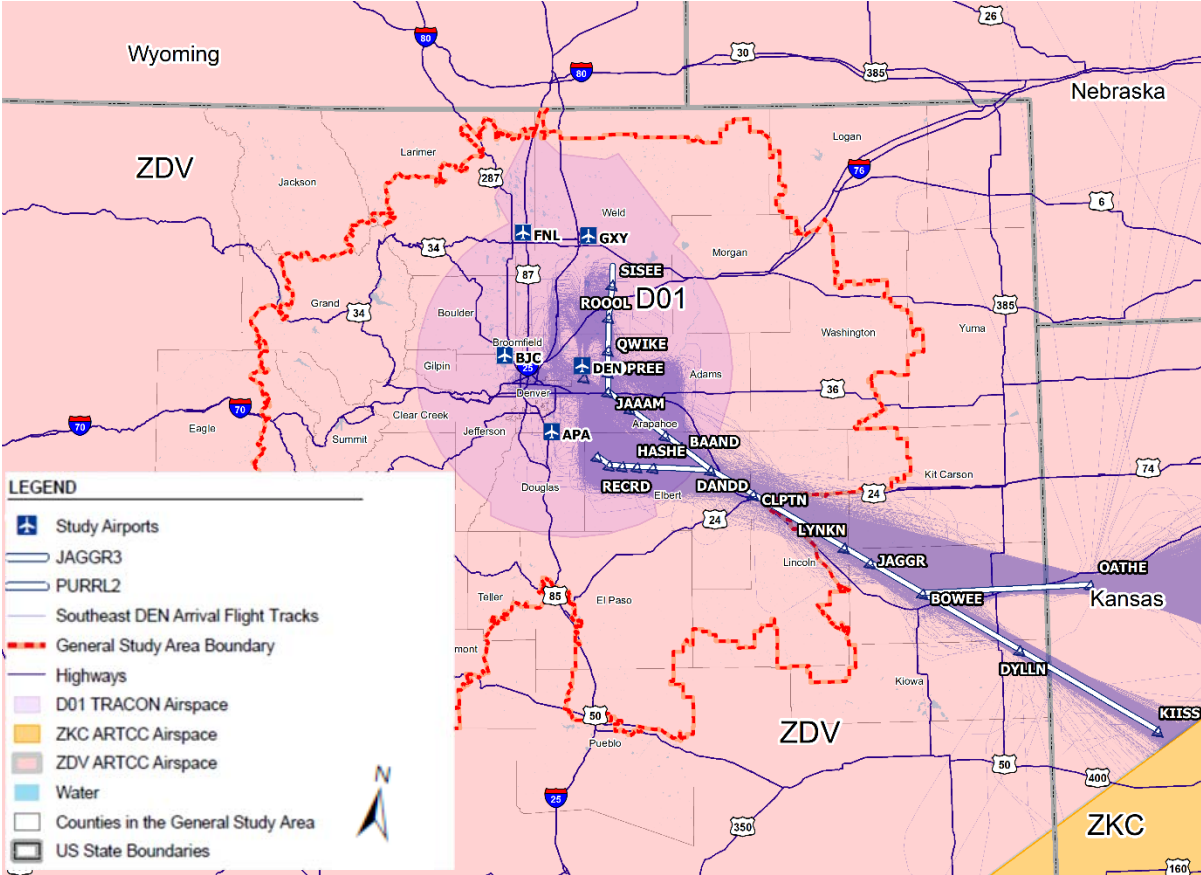 Wyoming
80
80
30
26
385
Nebraska
ZDV
Jackson
Larimer
287
Logan
76
6
Weld
FNL
GXY
34
Morgan
87
SISEE
D01
ROOOL
385
Grand
34
Boulder
Washington
Yuma
Broomfield
QWIKE
BJC
Gilpin
25
DEN
PREE
Adams
36
Denver
70
70
Eagle
Clear Creek
Summit
Jefferson
JAAAM
Arapahoe
APA
BAAND
HASHE
Kit Carson
74
Douglas
RECRD
Elbert
DANDD
CLPTN
24
24
LYNKN
Lincoln
JAGGR
OATHE
BOWEE
Kansas
Teller
85
El Paso
mont
DYLLN
Kiowa
KIISS
50
Pueblo
ZDV
50
400
25
350
ZKC
160
LEGEND
Study Airports
JAGGR3
PURRL2
Southeast DEN Arrival Flight Tracks
General Study Area Boundary
Highways
D01 TRACON Airspace
ZKC ARTCC Airspace
ZDV ARTCC Airspace
Water
Counties in the General Study Area
US State Boundaries
N